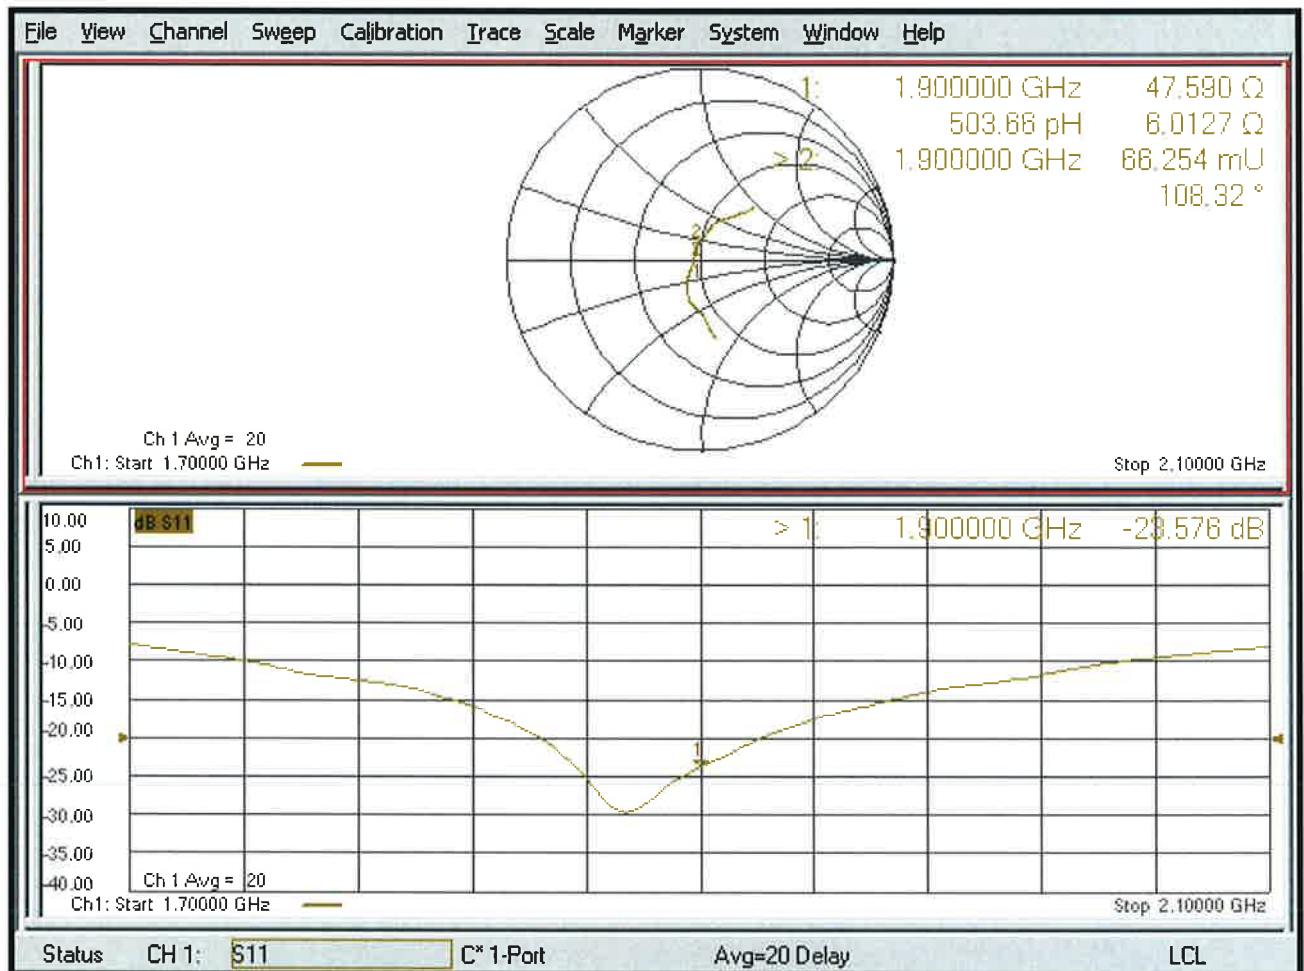 File View Channel Sweep Calibration Trace Scale Marker System Window Help
1: 1.900000 GHz 47.590 Ω
503.66 pH 6.0127 Ω
> 2: 1.900000 GHz 66.254 mU
108.32 °
2
1
Ch 1 Avg = 20
Ch1: Start 1.70000 GHz
Stop 2.10000 GHz
10.00
dB S11
> 1: 1.900000 GHz -23.576 dB
5.00
0.00
-5.00
-10.00
-15.00
-20.00
1
-25.00
-30.00
-35.00
-40.00
Ch 1 Avg = 20
Ch1: Start 1.70000 GHz
Stop 2.10000 GHz
Status CH 1: S11 C* 1-Port Avg=20 Delay LCL